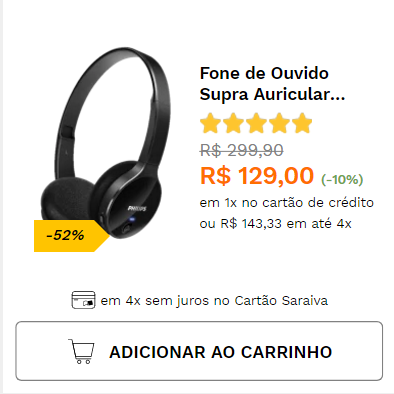 Fone de Ouvido
Supra Auricular...
R$ 299,90
R$ 129,00 (-10%)
em 1x no cartão de crédito
ou R$ 143,33 em até 4x
PHILIPS
-52%
em 4x sem juros no Cartão Saraiva
ADICIONAR AO CARRINHO